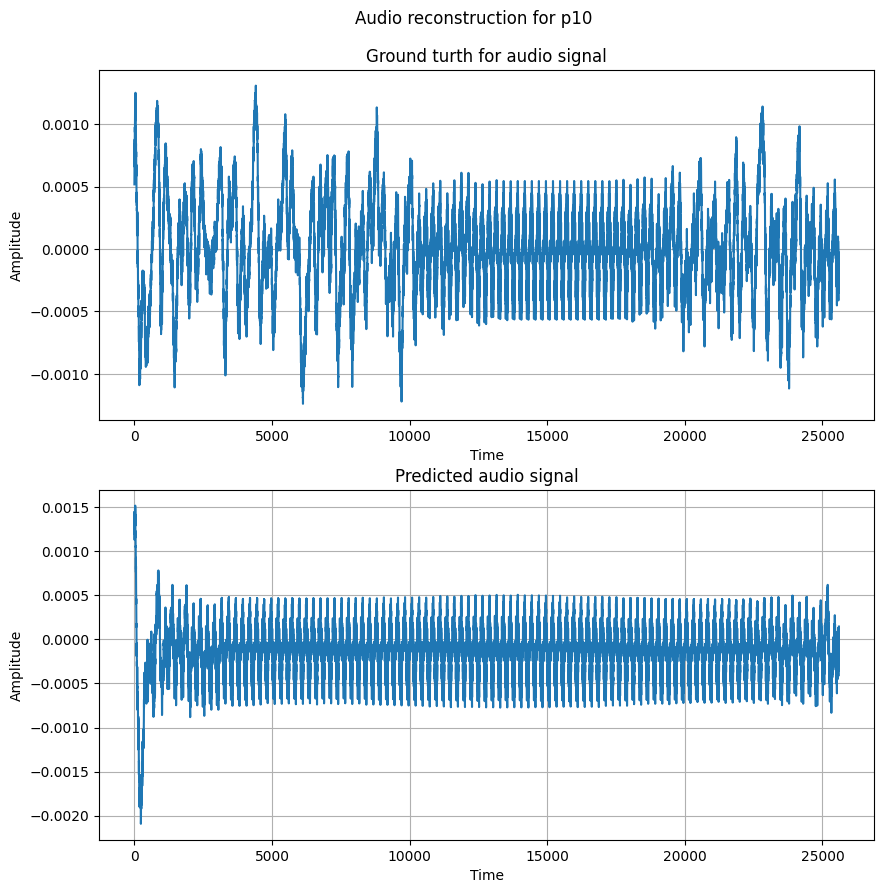 Audio reconstruction for p10
Ground turth for audio signal
0.0010
0.0005
0.0000
−0.0005
−0.0010
Amplitude
0 5000 10000 15000 20000 25000
Time
Predicted audio signal
0.0015
0.0010
0.0005
0.0000
−0.0005
−0.0010
−0.0015
−0.0020
Amplitude
0 5000 10000 15000 20000 25000
Time